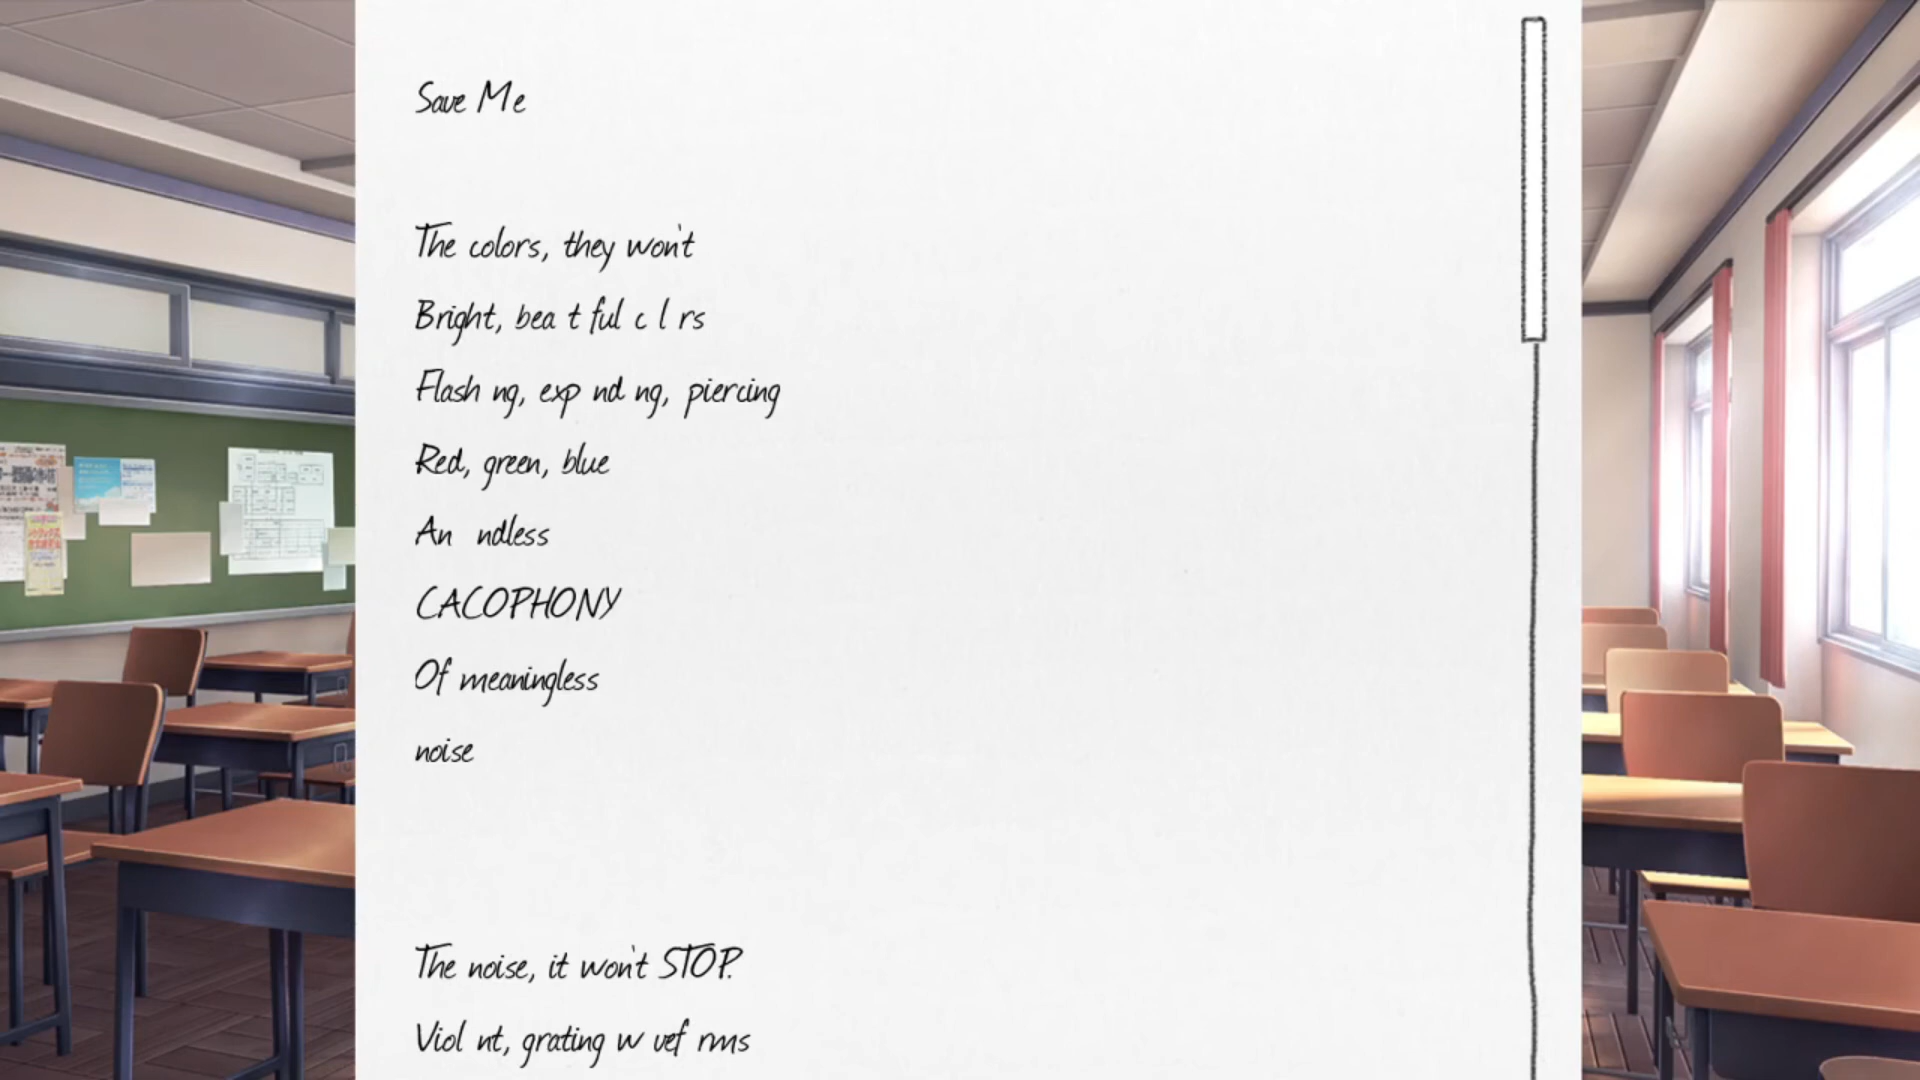 Save Me
The colors, they won't
Bright, bea t ful c l rs
Flash ng, exp nd ng, piercing
Red, green, blue
An  ndless
CACOPHONY
Of meaningless
noise
The noise, it won't STOP.
Viol nt, grating w vef rms